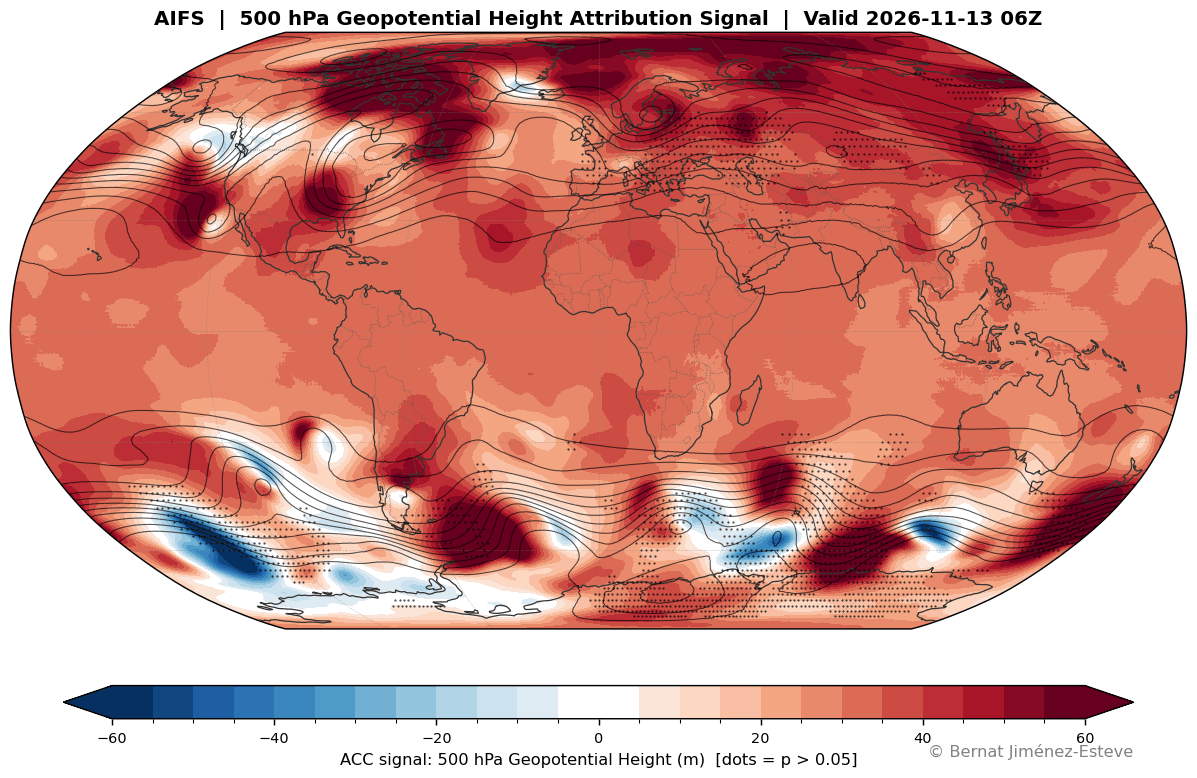 AIFS | 500 hPa Geopotential Height Attribution Signal | Valid 2026-11-13 06Z
−60 −40 −20 0 20 40 60
ACC signal: 500 hPa Geopotential Height (m) [dots = p > 0.05]
© Bernat Jiménez-Esteve